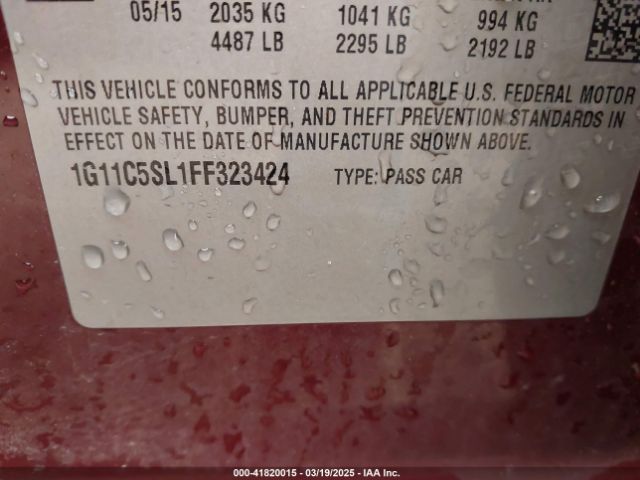 05/15 2035 KG 1041 KG 994 KG
4487 LB 2295 LB 2192 LB
THIS VEHICLE CONFORMS TO ALL APPLICABLE U.S. FEDERAL MOTOR
VEHICLE SAFETY, BUMPER, AND THEFT PREVENTION STANDARDS IN
EFFECT ON THE DATE OF MANUFACTURE SHOWN ABOVE.
1G11C5SL1FF323424 TYPE: PASS CAR
000-41820015 — 03/19/2025 — IAA Inc.